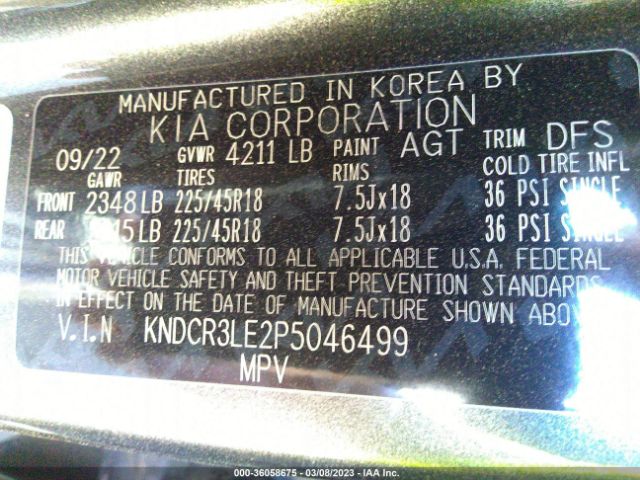 MANUFACTURED IN KOREA BY
KIA CORPORATION
09/22 GVWR 4211 LB PAINT AGT TRIM DFS
GAWR TIRES RIMS COLD TIRE INFL
FRONT 2348 LB 225/45R18 7.5Jx18 36 PSI SINGLE
REAR LB 225/45R18 7.5Jx18 36 PSI SINGLE
THIS VEHICLE CONFORMS TO ALL APPLICABLE U.S.A. FEDERAL
MOTOR VEHICLE SAFETY AND THEFT PREVENTION STANDARDS
IN EFFECT ON THE DATE OF MANUFACTURE SHOWN ABOVE
V.I.N KNDCR3LE2P5046499
MPV
000-36058675 - 03/08/2023 - IAA Inc.